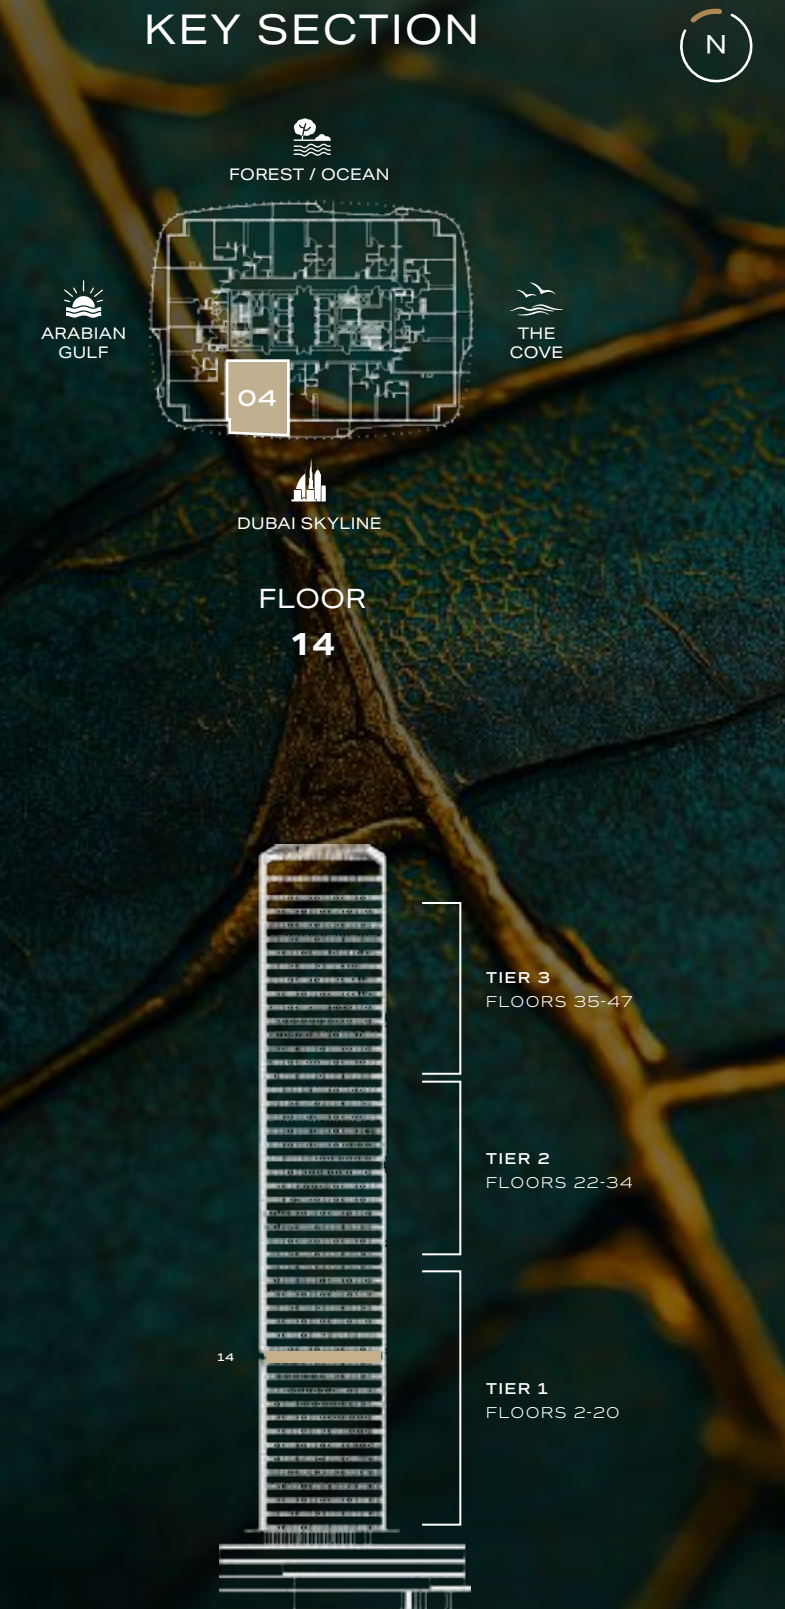 KEY SECTION
N
FOREST / OCEAN
ARABIAN
GULF
THE
COVE
04
DUBAI SKYLINE
FLOOR
14
TIER 3
FLOORS 35-47
TIER 2
FLOORS 22-34
14
TIER 1
FLOORS 2-20